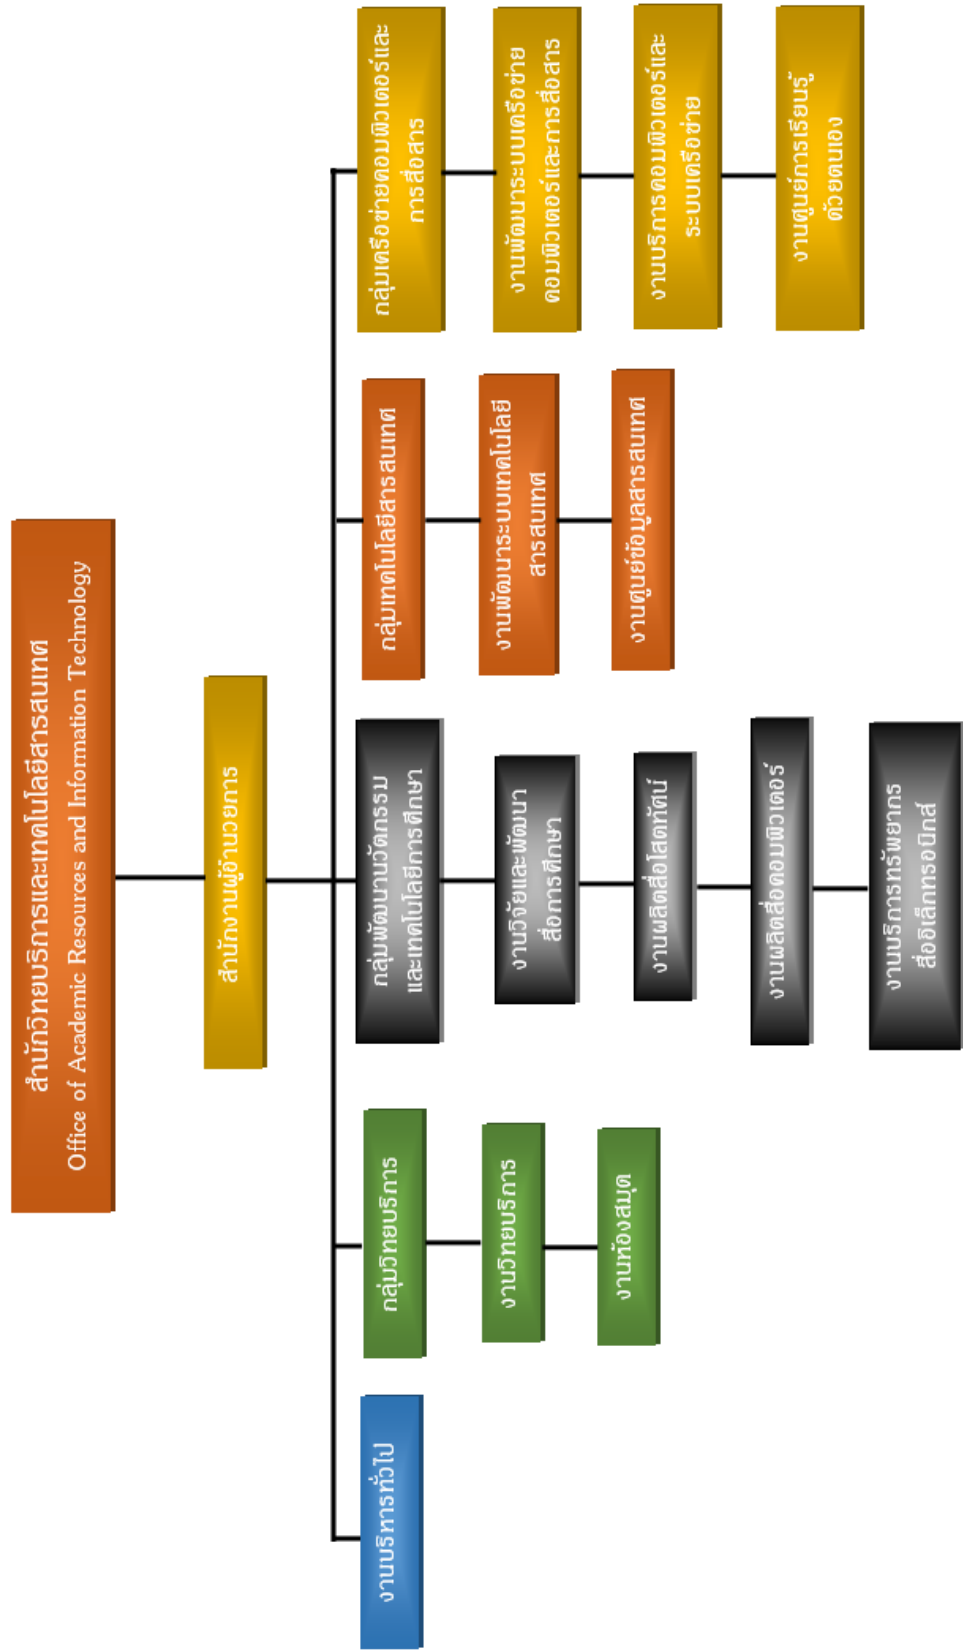 สำนักวิทยบริการและเทคโนโลยีสารสนเทศ
Office of Academic Resources and Information Technology
สำนักงานผู้อำนวยการ
งานบริหารทั่วไป
กลุ่มวิทยบริการ
งานวิทยบริการ
งานห้องสมุด
กลุ่มพัฒนานวัตกรรม
และเทคโนโลยีการศึกษา
งานวิจัยและพัฒนา
สื่อการศึกษา
งานผลิตสื่อโสตทัศน์
งานผลิตสื่อคอมพิวเตอร์
งานบริการทรัพยากร
สื่ออิเล็กทรอนิกส์
กลุ่มเทคโนโลยีสารสนเทศ
งานพัฒนาระบบเทคโนโลยี
สารสนเทศ
งานศูนย์ข้อมูลสารสนเทศ
กลุ่มเครือข่ายคอมพิวเตอร์และ
การสื่อสาร
งานพัฒนาระบบเครือข่าย
คอมพิวเตอร์และการสื่อสาร
งานบริการคอมพิวเตอร์และ
ระบบเครือข่าย
งานศูนย์การเรียนรู้
ด้วยตนเอง